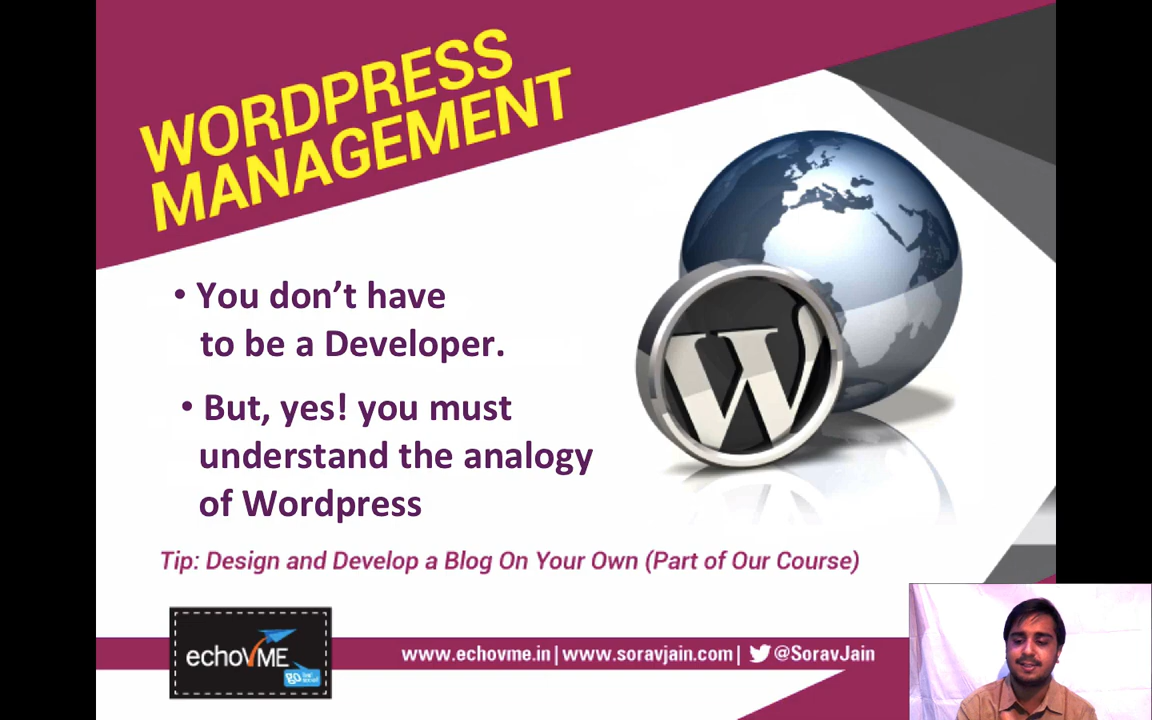 WORDPRESS
MANAGEMENT
• You don’t have
to be a Developer.
• But, yes! you must
understand the analogy
of Wordpress
Tip: Design and Develop a Blog On Your Own (Part of Our Course)
echoVME
www.echovme.in|www.soravjain.com| @SoravJain